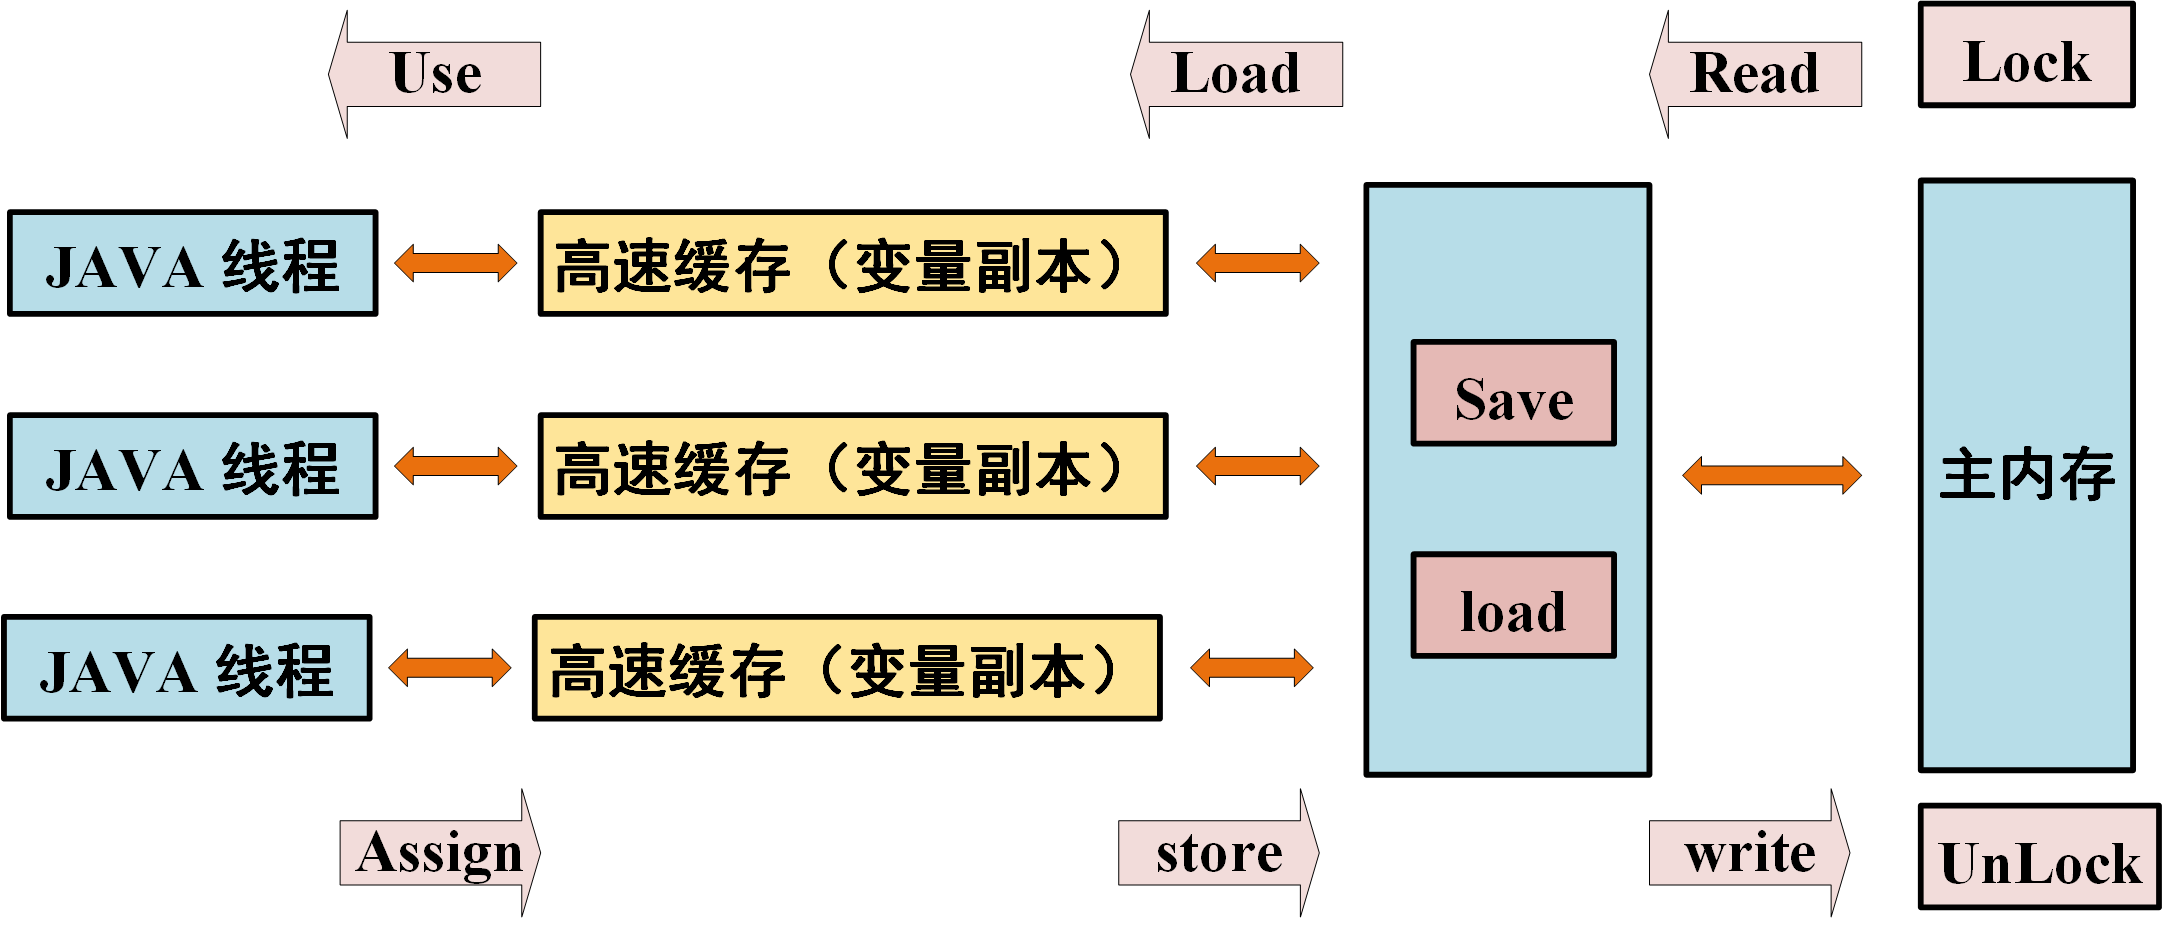 Use
Load
Read
Lock
JAVA 线程
高速缓存（变量副本）
JAVA 线程
高速缓存（变量副本）
JAVA 线程
高速缓存（变量副本）
Save
load
主内存
Assign
store
write
UnLock